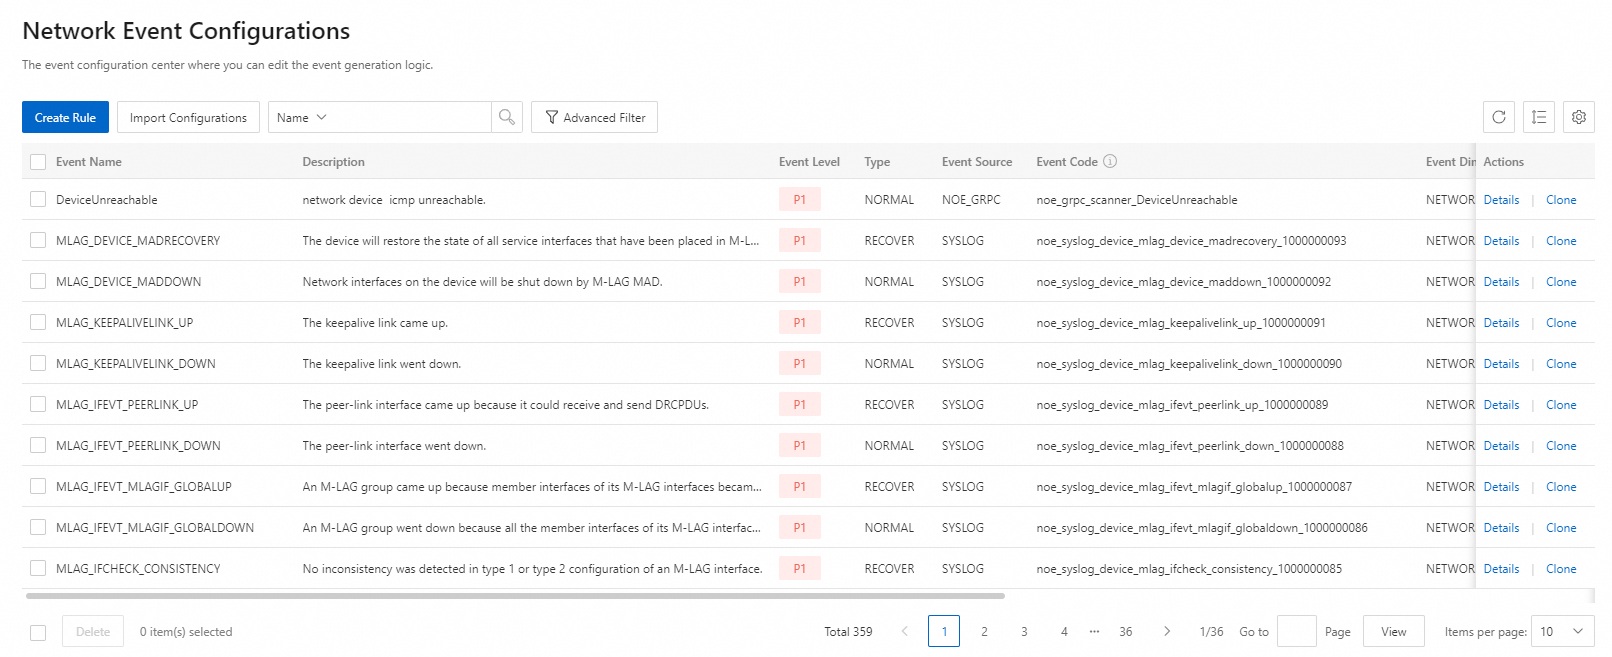 Network Event Configurations
The event configuration center where you can edit the event generation logic.
Create Rule Import Configurations Name Advanced Filter
Event Name Description Event Level Type Event Source Event Code Event Dim Actions
DeviceUnreachable network device icmp unreachable. P1 NORMAL NOE_GRPC noe_grpc_scanner_DeviceUnreachable NETWOR Details | Clone
MLAG_DEVICE_MADRECOVERY The device will restore the state of all service interfaces that have been placed in M-L... P1 RECOVER SYSLOG noe_syslog_device_mlag_device_madrecovery_1000000093 NETWOR Details | Clone
MLAG_DEVICE_MADDOWN Network interfaces on the device will be shut down by M-LAG MAD. P1 NORMAL SYSLOG noe_syslog_device_mlag_device_maddown_1000000092 NETWOR Details | Clone
MLAG_KEEPALIVELINK_UP The keepalive link came up. P1 RECOVER SYSLOG noe_syslog_device_mlag_keepalivelink_up_1000000091 NETWOR Details | Clone
MLAG_KEEPALIVELINK_DOWN The keepalive link went down. P1 NORMAL SYSLOG noe_syslog_device_mlag_keepalivelink_down_1000000090 NETWOR Details | Clone
MLAG_IFEVT_PEERLINK_UP The peer-link interface came up because it could receive and send DRCPDUs. P1 RECOVER SYSLOG noe_syslog_device_mlag_ifevt_peerlink_up_1000000089 NETWOR Details | Clone
MLAG_IFEVT_PEERLINK_DOWN The peer-link interface went down. P1 NORMAL SYSLOG noe_syslog_device_mlag_ifevt_peerlink_down_1000000088 NETWOR Details | Clone
MLAG_IFEVT_MLAGIF_GLOBALUP An M-LAG group came up because member interfaces of its M-LAG interfaces becam... P1 RECOVER SYSLOG noe_syslog_device_mlag_ifevt_mlagif_globalup_1000000087 NETWOR Details | Clone
MLAG_IFEVT_MLAGIF_GLOBALDOWN An M-LAG group went down because all the member interfaces of its M-LAG interfac... P1 NORMAL SYSLOG noe_syslog_device_mlag_ifevt_mlagif_globaldown_1000000086 NETWOR Details | Clone
MLAG_IFCHECK_CONSISTENCY No inconsistency was detected in type 1 or type 2 configuration of an M-LAG interface. P1 RECOVER SYSLOG noe_syslog_device_mlag_ifcheck_consistency_1000000085 NETWOR Details | Clone
Delete 0 item(s) selected Total 359 1 2 3 4 ... 36 1/36 Go to Page View Items per page: 10